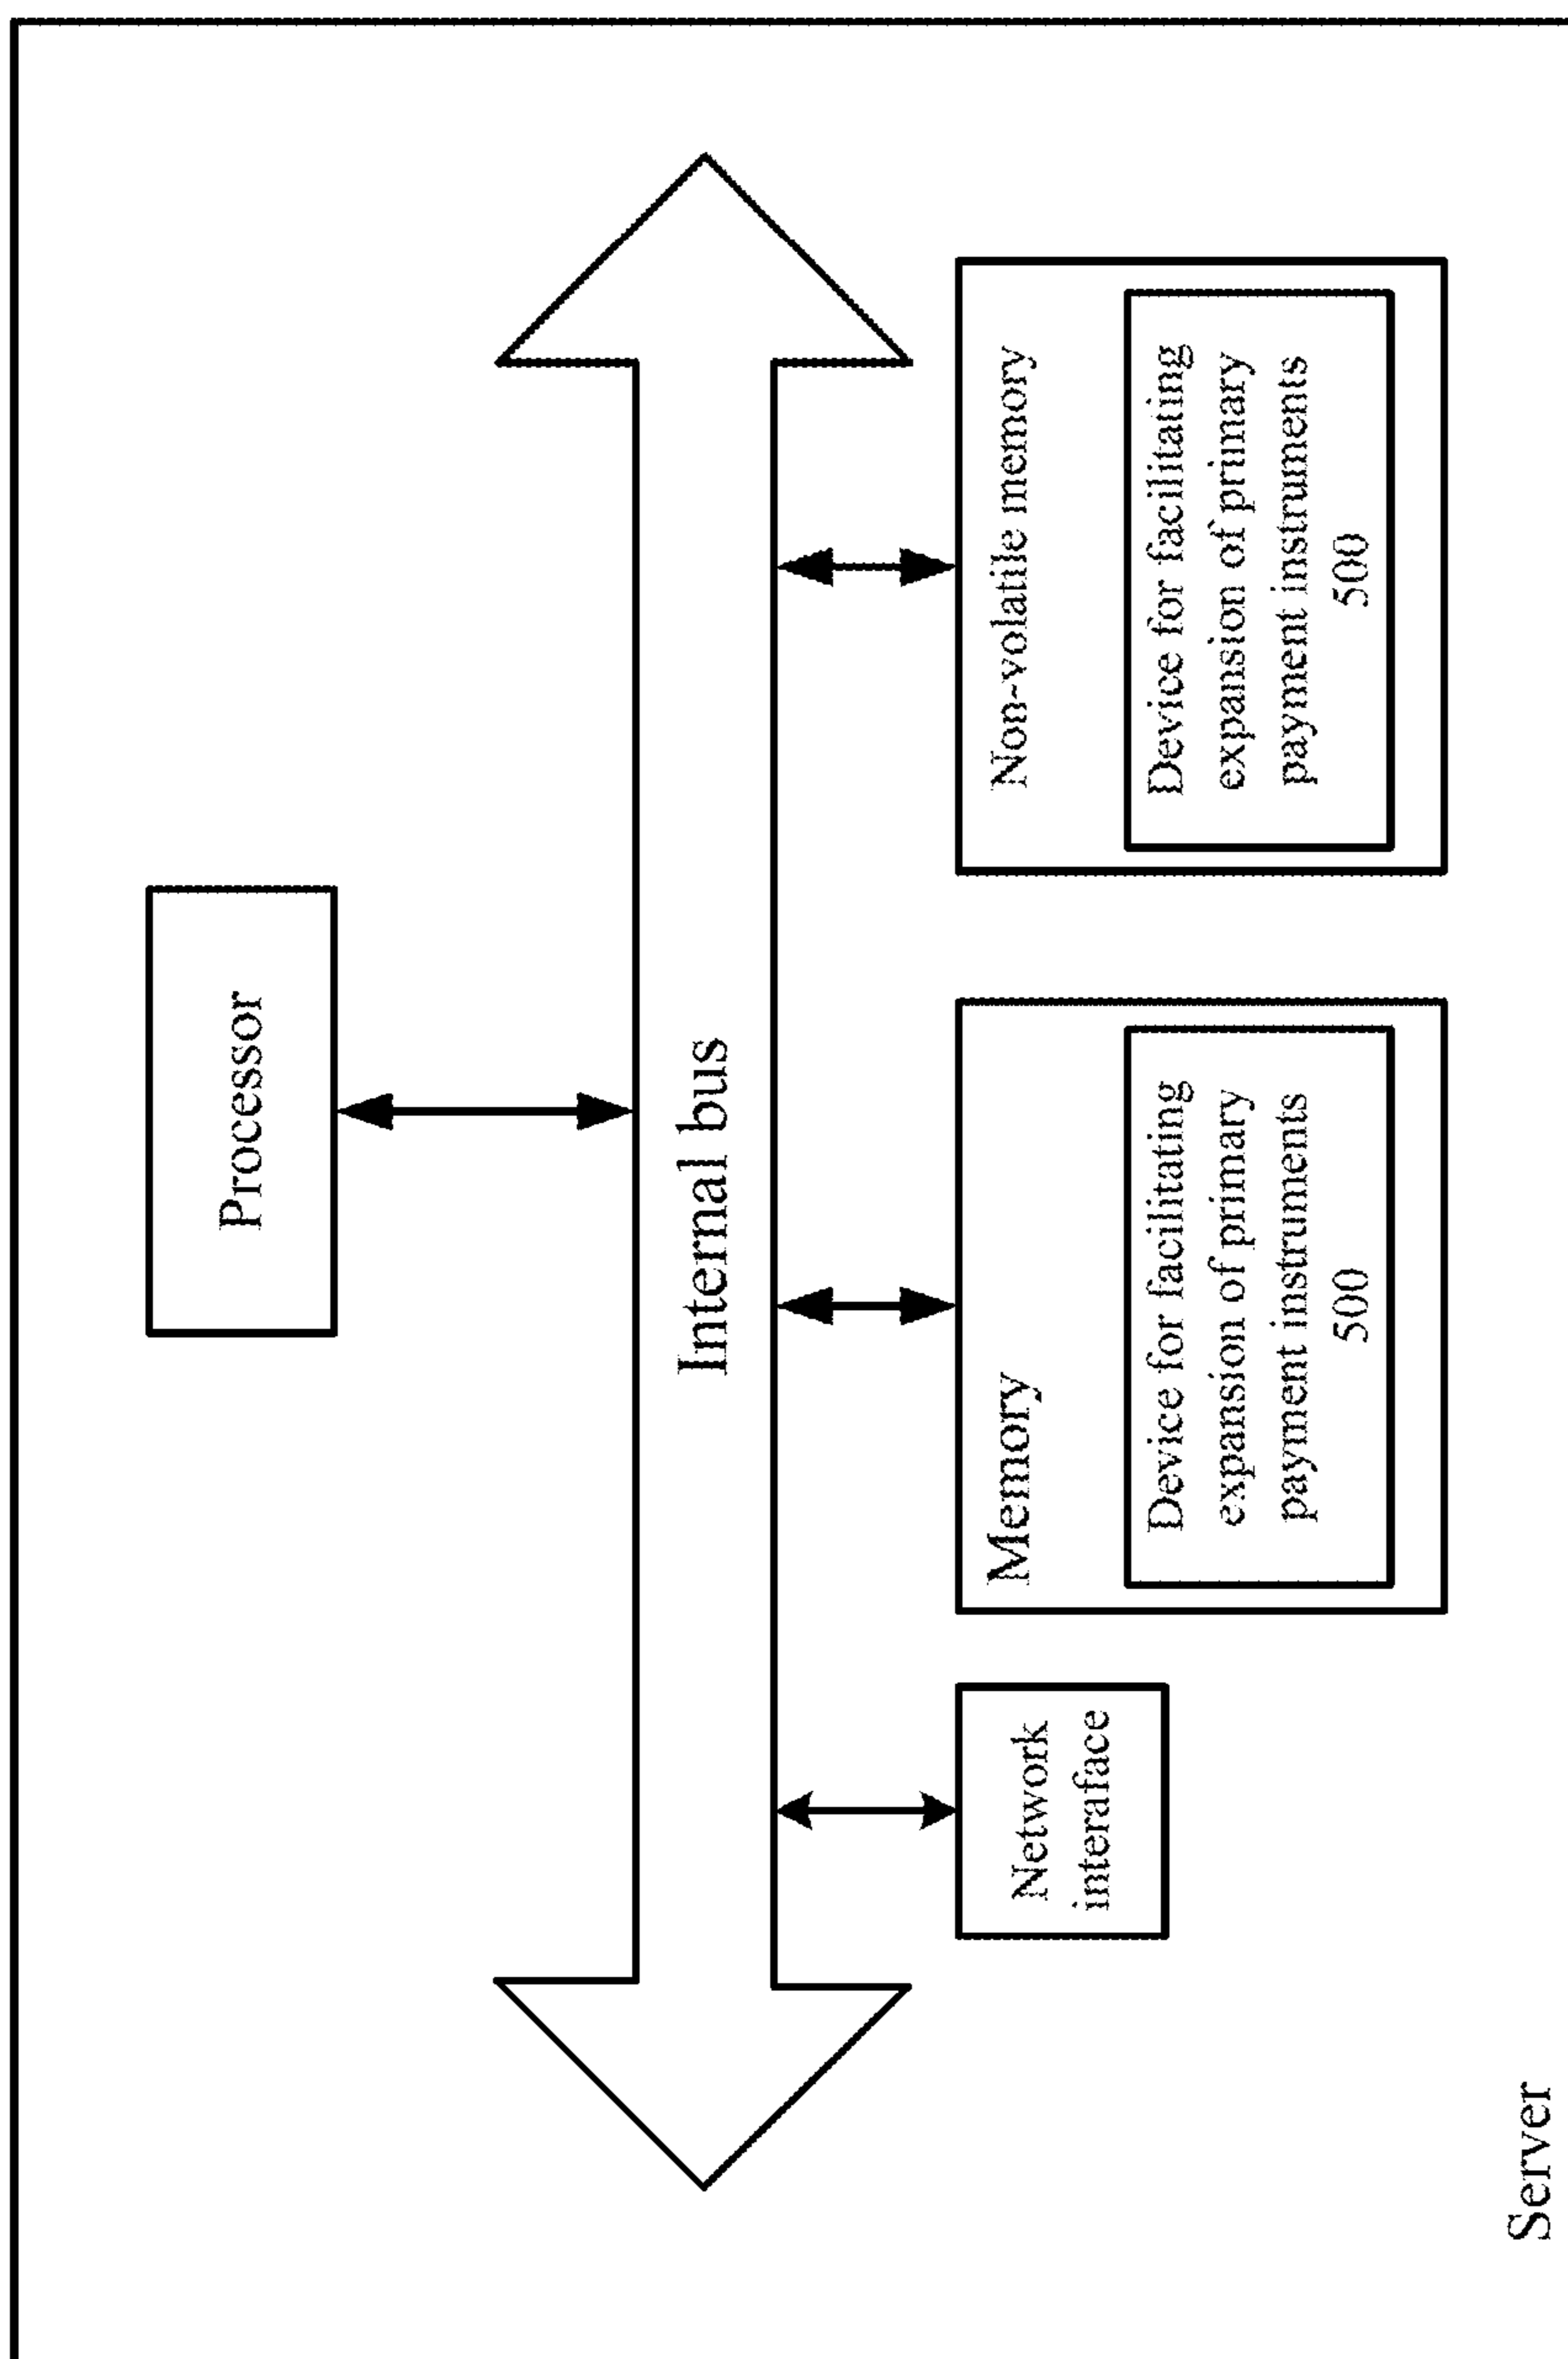 Processor
Internal bus
Network
interaface
Memory
Device for facilitating
expansion of primary
payment instruments
500
Non-volatile memory
Device for facilitating
expansion of primary
payment instruments
500
Server